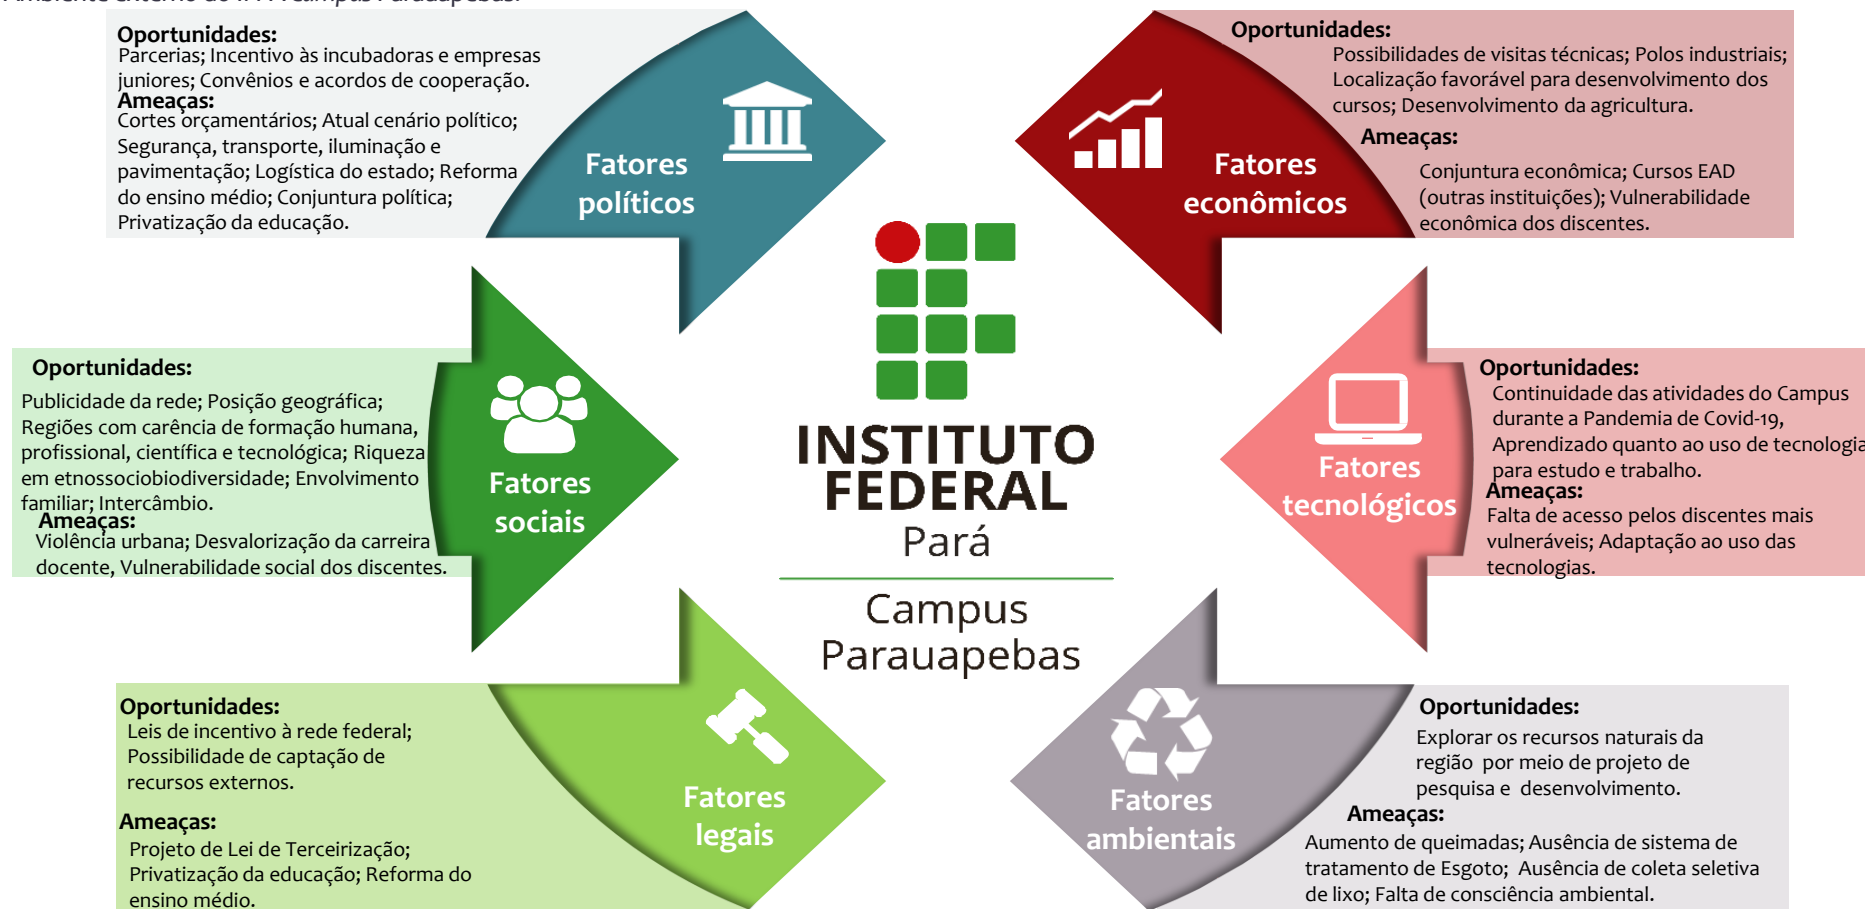 Ambiente externo do IFPA Campus Parauapebas.
Oportunidades:
Parcerias; Incentivo às incubadoras e empresas
juniores; Convênios e acordos de cooperação.
Ameaças:
Cortes orçamentários; Atual cenário político;
Segurança, transporte, iluminação e
pavimentação; Logística do estado; Reforma
do ensino médio; Conjuntura política;
Privatização da educação.
Fatores
políticos
Oportunidades:
Possibilidades de visitas técnicas; Polos industriais;
Localização favorável para desenvolvimento dos
cursos; Desenvolvimento da agricultura.
Ameaças:
Conjuntura econômica; Cursos EAD
(outras instituições); Vulnerabilidade
econômica dos discentes.
Fatores
econômicos
Oportunidades:
Publicidade da rede; Posição geográfica;
Regiões com carência de formação humana,
profissional, científica e tecnológica; Riqueza
em etnossociobiodiversidade; Envolvimento
familiar; Intercâmbio.
Ameaças:
Violência urbana; Desvalorização da carreira
docente, Vulnerabilidade social dos discentes.
Fatores
sociais
INSTITUTO
FEDERAL
Pará
Campus
Parauapebas
Fatores
tecnológicos
Oportunidades:
Continuidade das atividades do Campus
durante a Pandemia de Covid-19,
Aprendizado quanto ao uso de tecnologia
para estudo e trabalho.
Ameaças:
Falta de acesso pelos discentes mais
vulneráveis; Adaptação ao uso das
tecnologias.
Oportunidades:
Leis de incentivo à rede federal;
Possibilidade de captação de
recursos externos.
Ameaças:
Projeto de Lei de Terceirização;
Privatização da educação; Reforma do
ensino médio.
Fatores
legais
Fatores
ambientais
Oportunidades:
Explorar os recursos naturais da
região por meio de projeto de
pesquisa e desenvolvimento.
Ameaças:
Aumento de queimadas; Ausência de sistema de
tratamento de Esgoto; Ausência de coleta seletiva
de lixo; Falta de consciência ambiental.